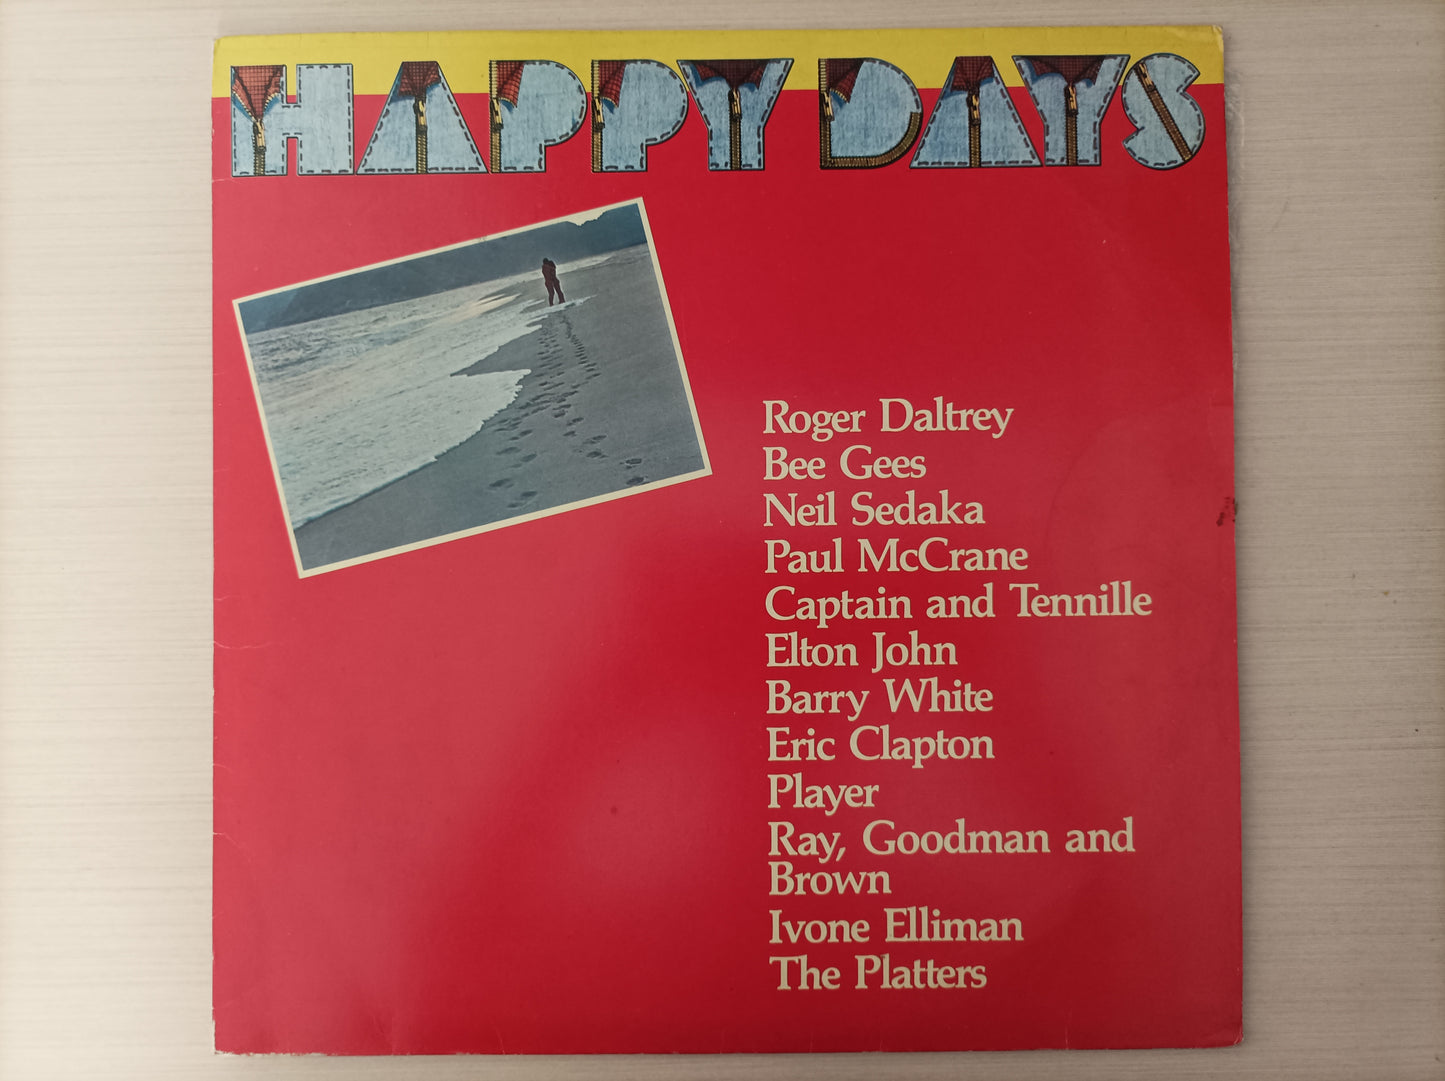 HAPPY DAYS
Roger Daltrey
Bee Gees
Neil Sedaka
Paul McCrane
Captain and Tennille
Elton John
Barry White
Eric Clapton
Player
Ray, Goodman and
Brown
Ivone Elliman
The Platters